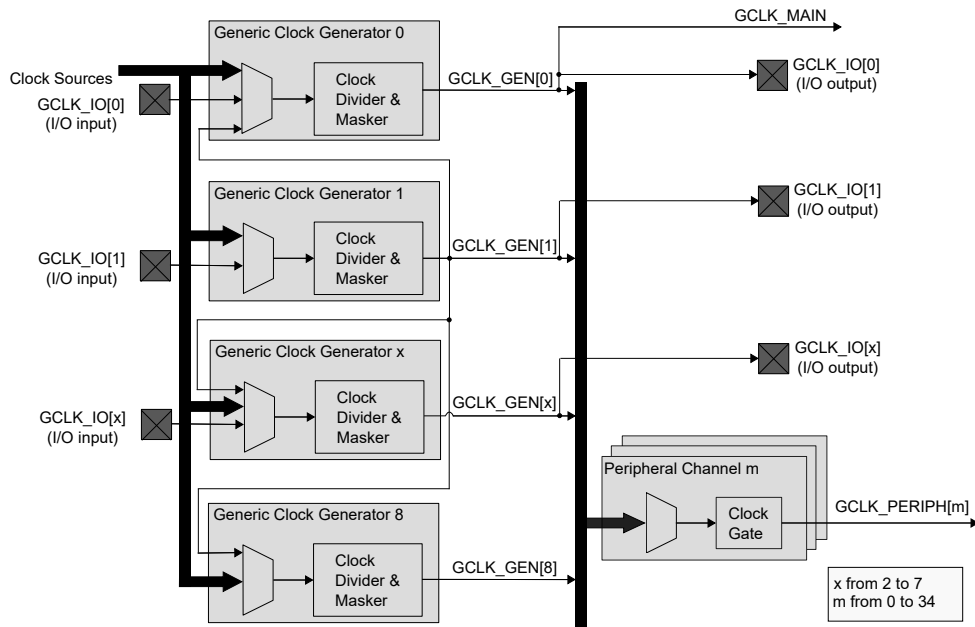 Generic Clock Generator 0
GCLK_MAIN
Clock Sources
GCLK_IO[0]
(I/O input)
Clock
Divider &
Masker
GCLK_GEN[0]
GCLK_IO[0]
(I/O output)
Generic Clock Generator 1
GCLK_IO[1]
(I/O input)
Clock
Divider &
Masker
GCLK_GEN[1]
GCLK_IO[1]
(I/O output)
Generic Clock Generator x
GCLK_IO[x]
(I/O input)
Clock
Divider &
Masker
GCLK_GEN[x]
GCLK_IO[x]
(I/O output)
Generic Clock Generator 8
Clock
Divider &
Masker
GCLK_GEN[8]
Peripheral Channel m
Clock
Gate
GCLK_PERIPH[m]
x from 2 to 7
m from 0 to 34